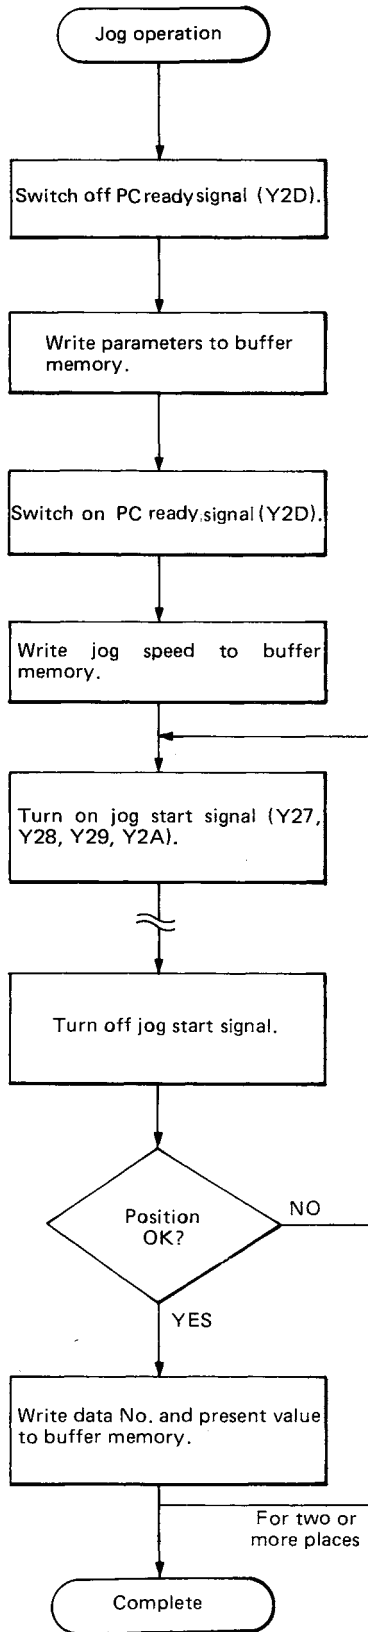 Jog operation
Switch off PC ready signal (Y2D).
Write parameters to buffer
memory.
Switch on PC ready signal (Y2D).
Write jog speed to buffer
memory.
Turn on jog start signal (Y27,
Y28, Y29, Y2A).
Turn off jog start signal.
Position
OK?
NO
YES
Write data No. and present value
to buffer memory.
For two or
more places
Complete